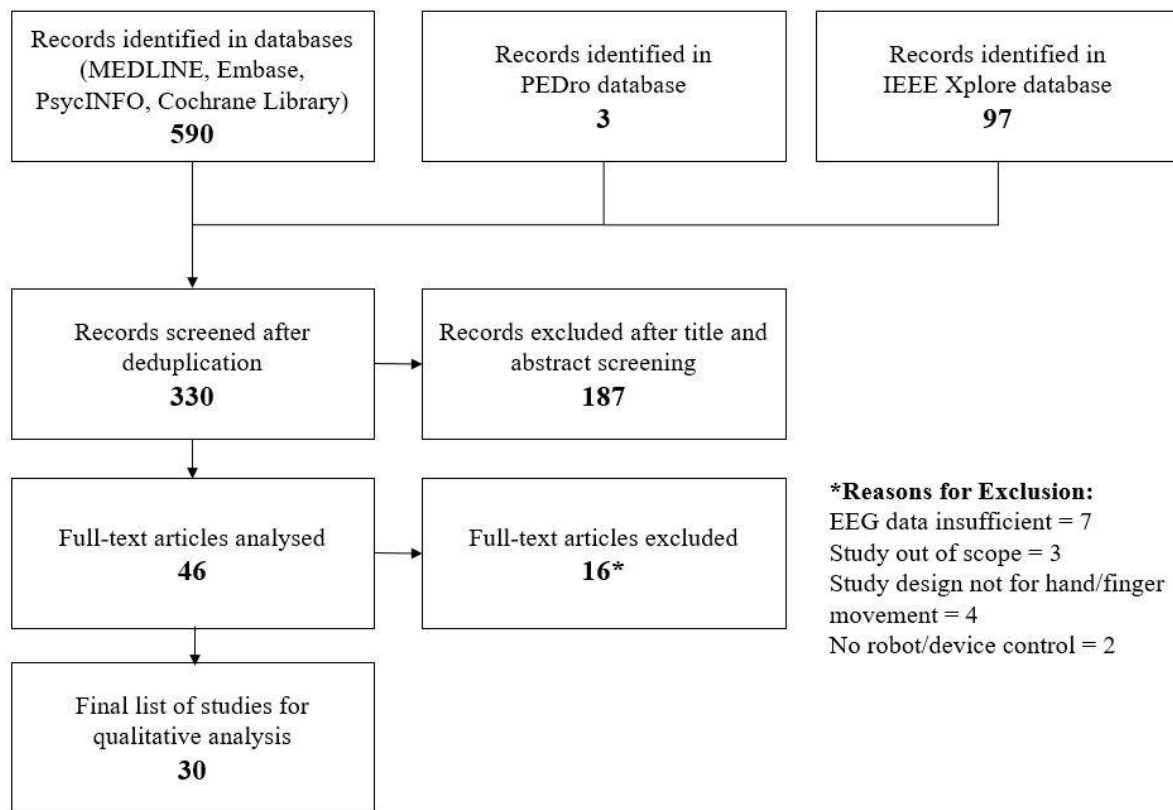 Records identified in databases
(MEDLINE, Embase,
PsycINFO, Cochrane Library)
590
Records identified in
PEDro database
3
Records identified in
IEEE Xplore database
97
Records screened after
deduplication
330
Records excluded after title and
abstract screening
187
Full-text articles analysed
46
Full-text articles excluded
16*
*Reasons for Exclusion:
EEG data insufficient = 7
Study out of scope = 3
Study design not for hand/finger
movement = 4
No robot/device control = 2
Final list of studies for
qualitative analysis
30